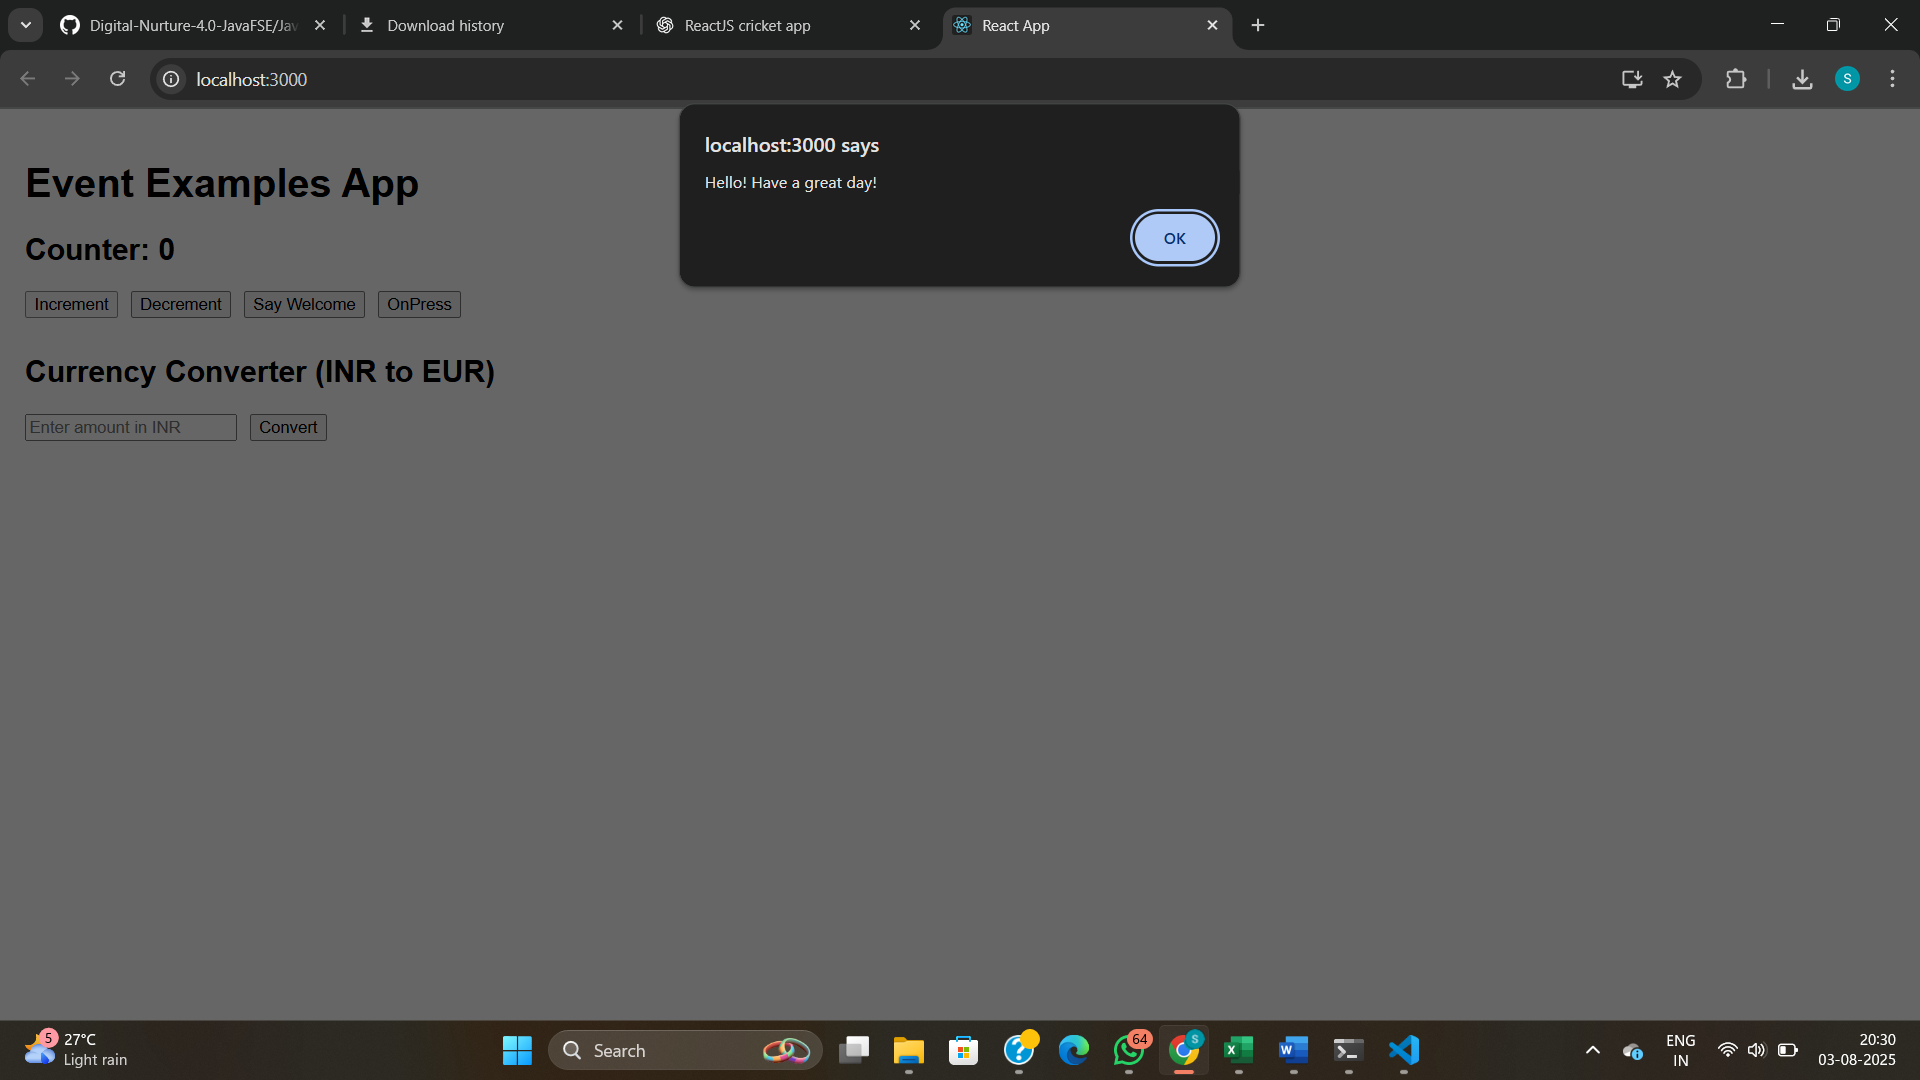 Digital-Nurture-4.0-JavaFSE/Jav
Download history
ReactJS cricket app
React App
localhost:3000
S
localhost:3000 says
Hello! Have a great day!
OK
Event Examples App
Counter: 0
Increment
Decrement
Say Welcome
OnPress
Currency Converter (INR to EUR)
Enter amount in INR
Convert
5
27°C
Light rain
Search
64
S
ENG
IN
20:30
03-08-2025